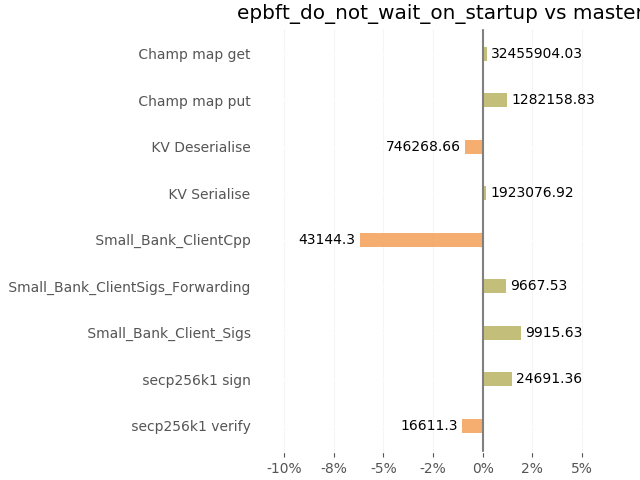 epbft_do_not_wait_on_startup vs master
Champ map get 32455904.03
Champ map put 1282158.83
KV Deserialise 746268.66
KV Serialise 1923076.92
Small_Bank_ClientCpp 43144.3
Small_Bank_ClientSigs_Forwarding 9667.53
Small_Bank_Client_Sigs 9915.63
secp256k1 sign 24691.36
secp256k1 verify 16611.3
-10% -8% -5% -2% 0% 2% 5%